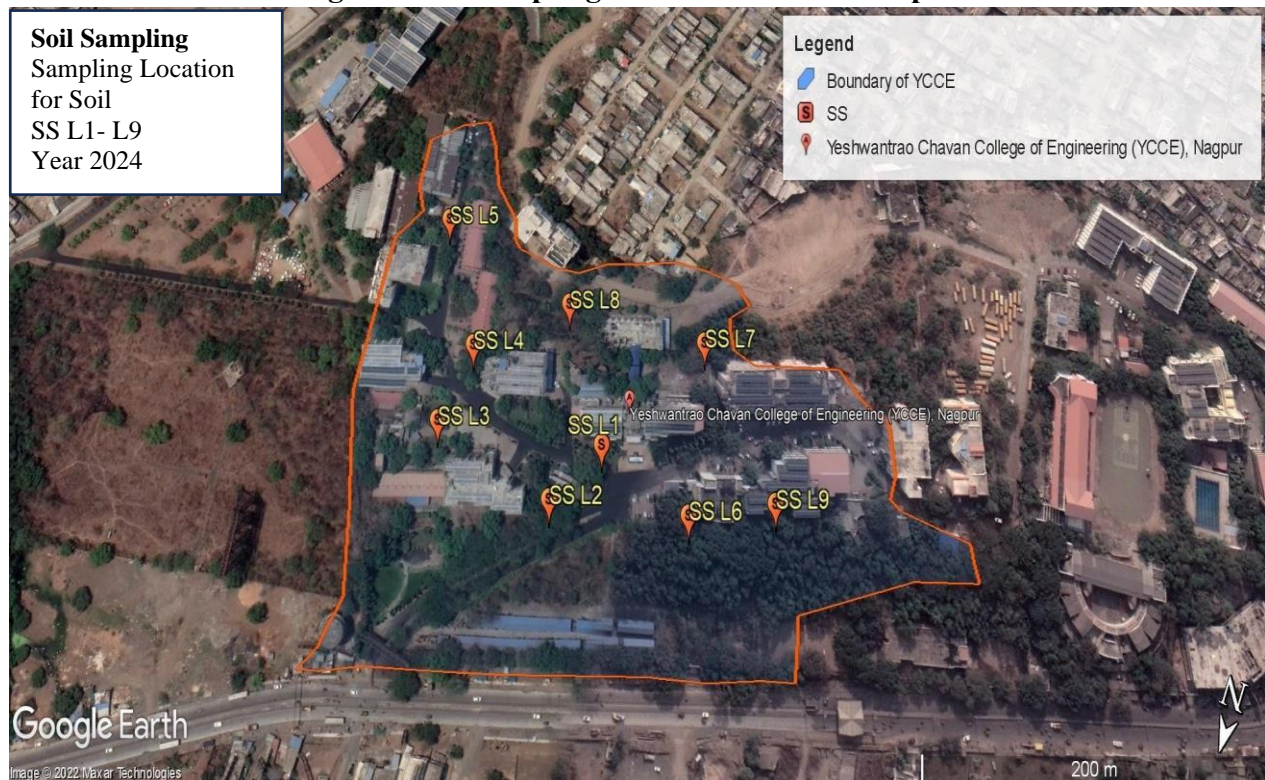 Soil Sampling
Sampling Location
for Soil
SS L1- L9
Year 2024
Legend
Boundary of YCCE
S SS
Yeshwantrao Chavan College of Engineering (YCCE), Nagpur
SS L5
SS L8
SS L4
SS L7
Yeshwantrao Chavan College of Engineering (YCCE), Nagpur
SS L3
SS L1
S
SS L2
SS L6
SS L9
N
Google Earth
Image © 2022 Maxar Technologies
200 m